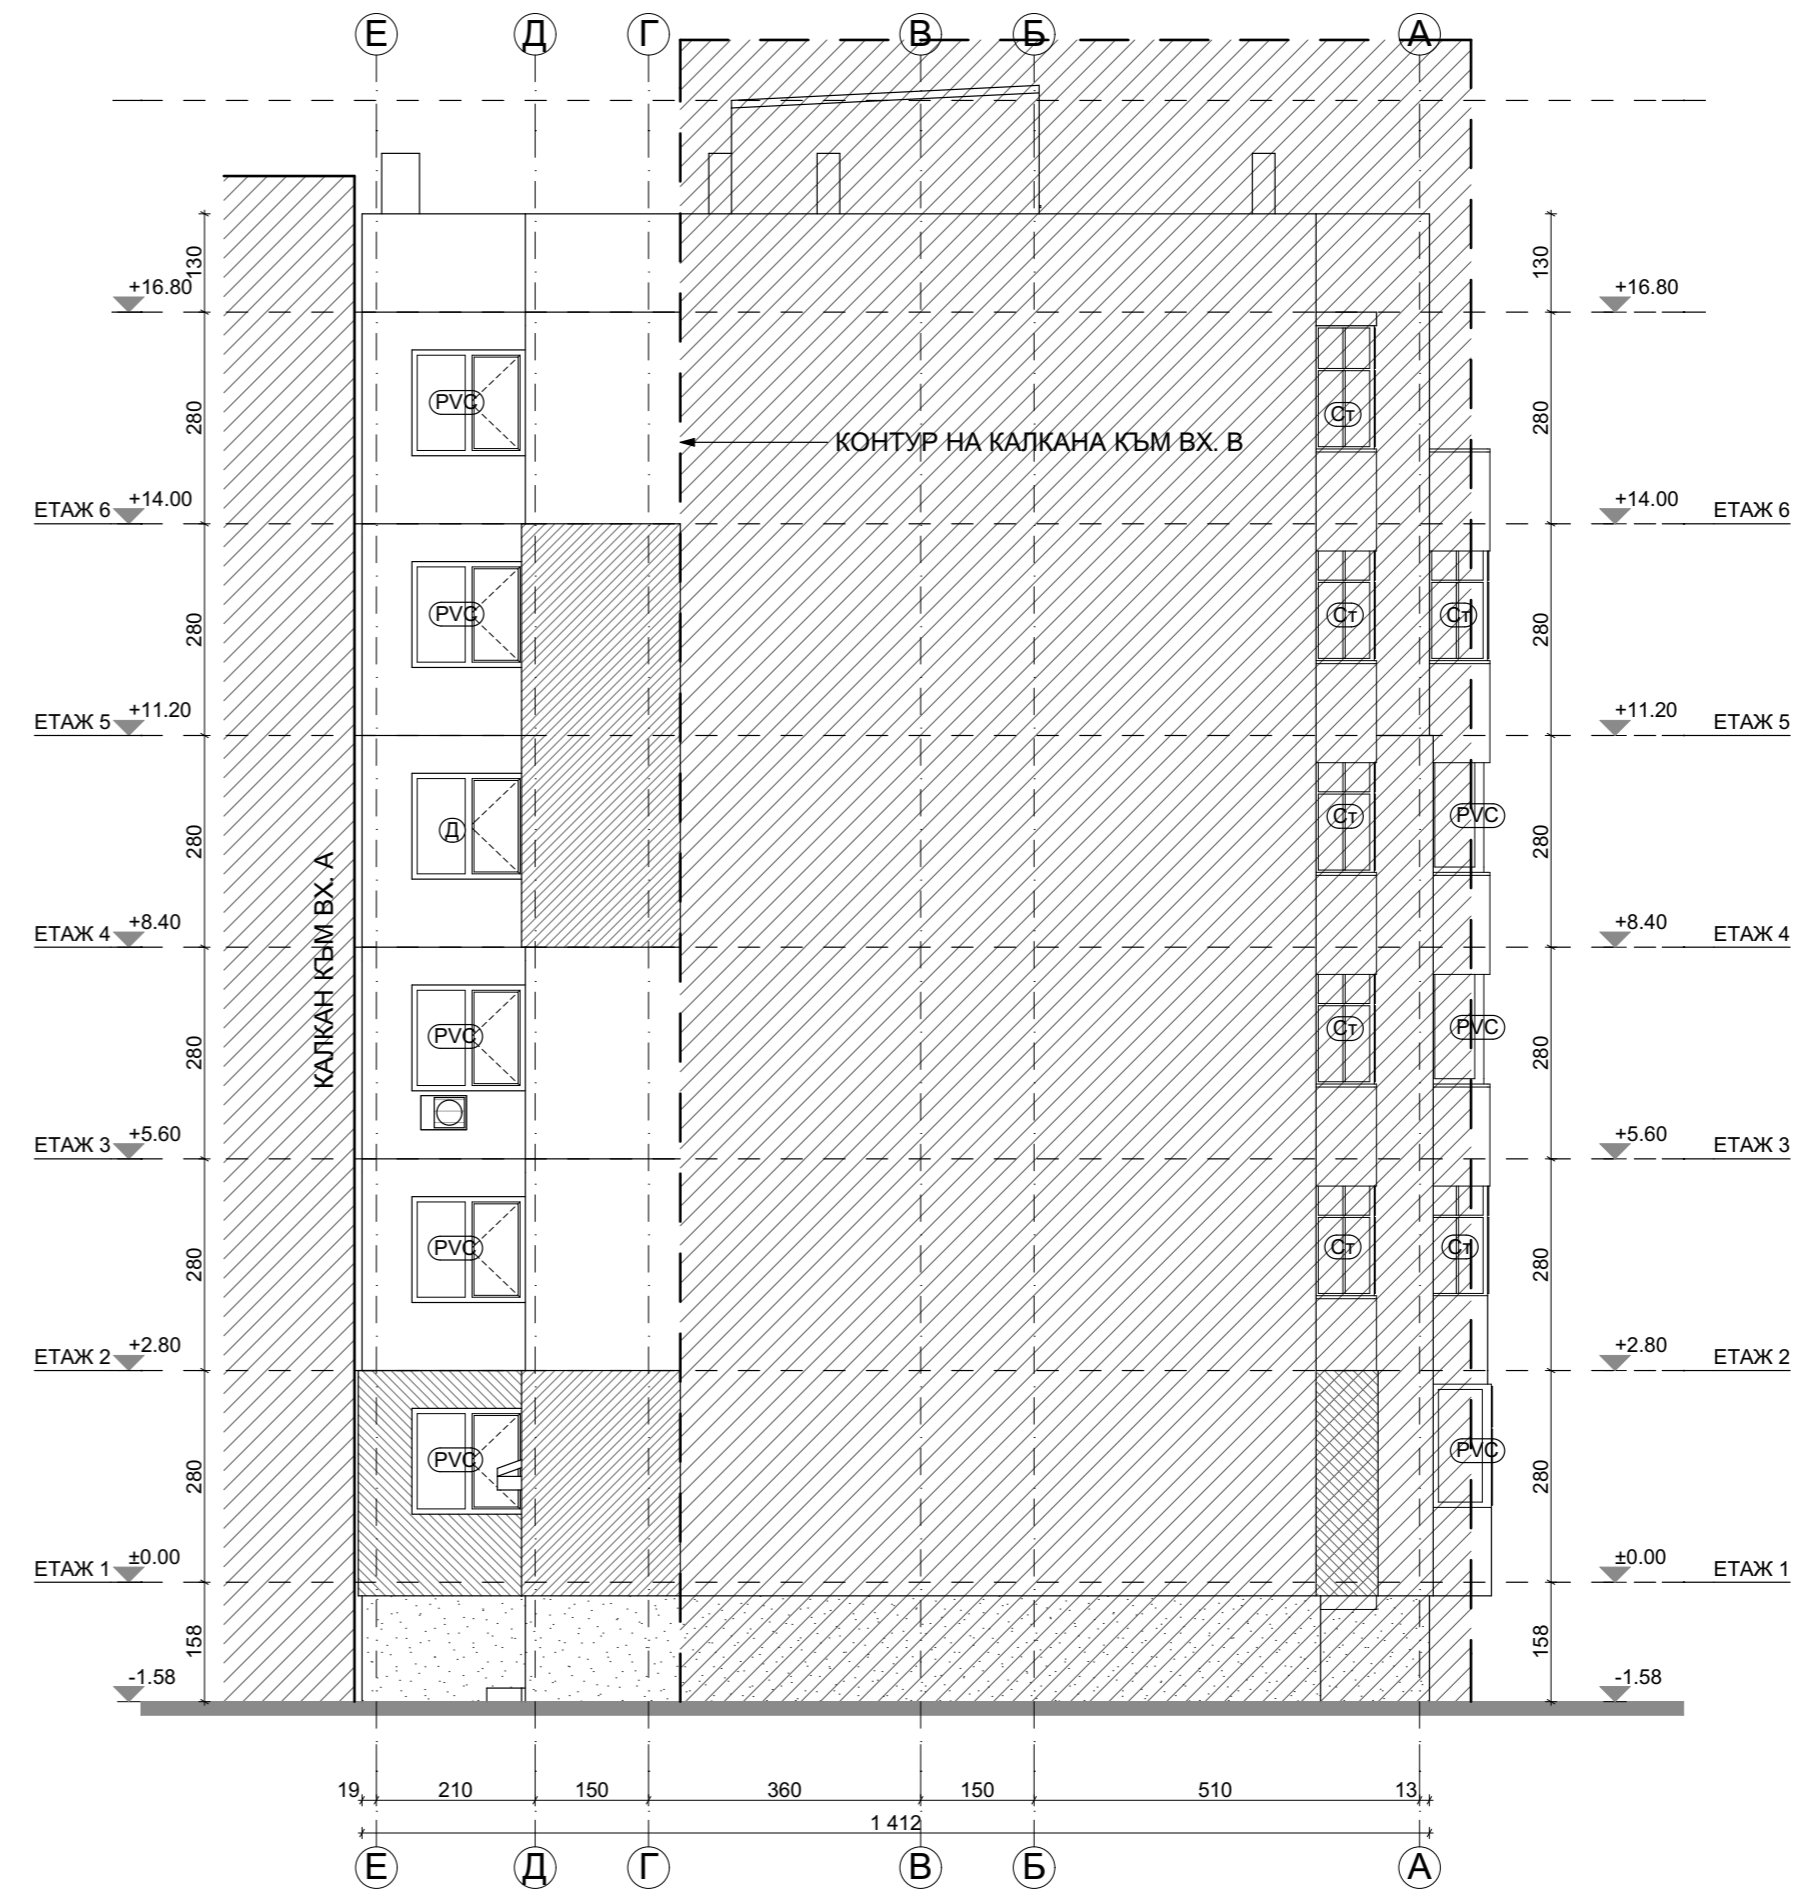 Е Д Г В Б А
130 130
+16.80 +16.80
280 280
PVC Ст
КОНТУР НА КАЛКАНА КЪМ ВХ. В
ЕТАЖ 6 +14.00 +14.00 ЕТАЖ 6
280 PVC Ст Ст 280
ЕТАЖ 5 +11.20 +11.20 ЕТАЖ 5
280 Д Ст PVC 280
КАЛКАН КЪМ ВХ. А
ЕТАЖ 4 +8.40 +8.40 ЕТАЖ 4
280 PVC Ст PVC 280
ЕТАЖ 3 +5.60 +5.60 ЕТАЖ 3
280 PVC Ст Ст 280
ЕТАЖ 2 +2.80 +2.80 ЕТАЖ 2
280 PVC PVC 280
ЕТАЖ 1 ±0.00 ±0.00 ЕТАЖ 1
158 158
-1.58 -1.58
19 210 150 360 150 510 13
1 412
Е Д Г В Б А